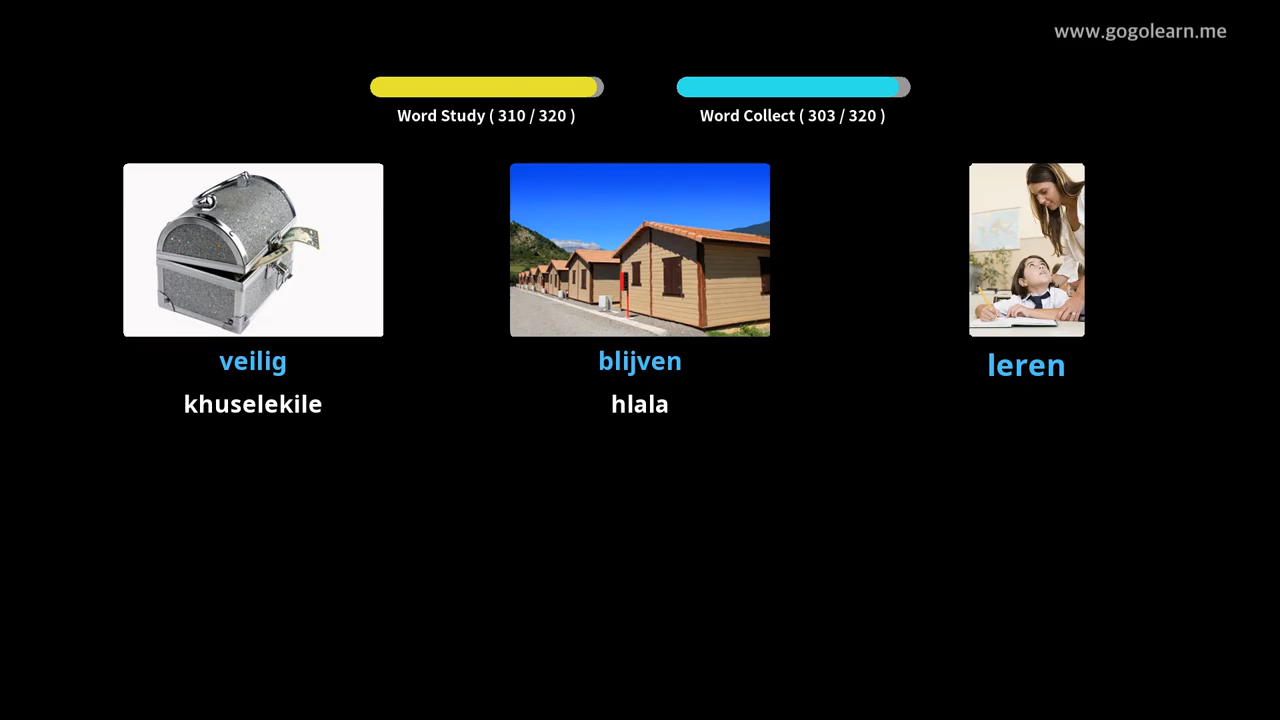 www.gogolearn.me
Word Study ( 310 / 320 )
Word Collect ( 303 / 320 )
veilig
khuselekile
blijven
hlala
leren